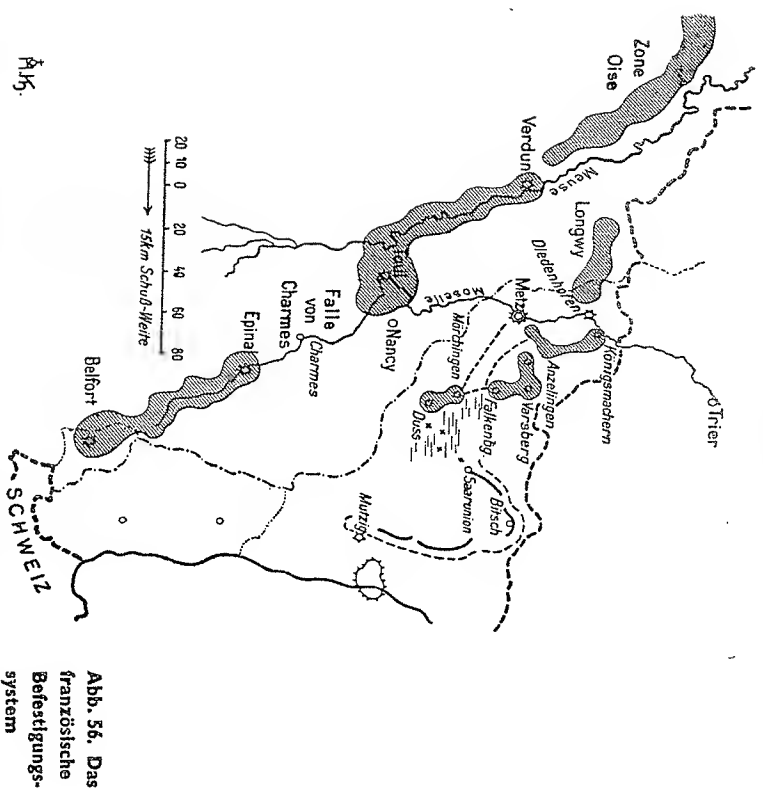 Zone
Oise
Verdun
Meuse
Longwy
Diedenhofen
Königsmachern
Trier
Metz
Moselle
Anzelingen
Varsberg
Falkenbg.
Mörchingen
Duss
Toul
Nancy
Falle
von
Charmes
Charmes
Epinal
Belfort
Saarunion
Bitsch
Mutzig
SCHWEIZ
20 10 0 20 40 60 80
15km Schuß-Weite
Abb. 56. Das
französische
Befestigungs-
system